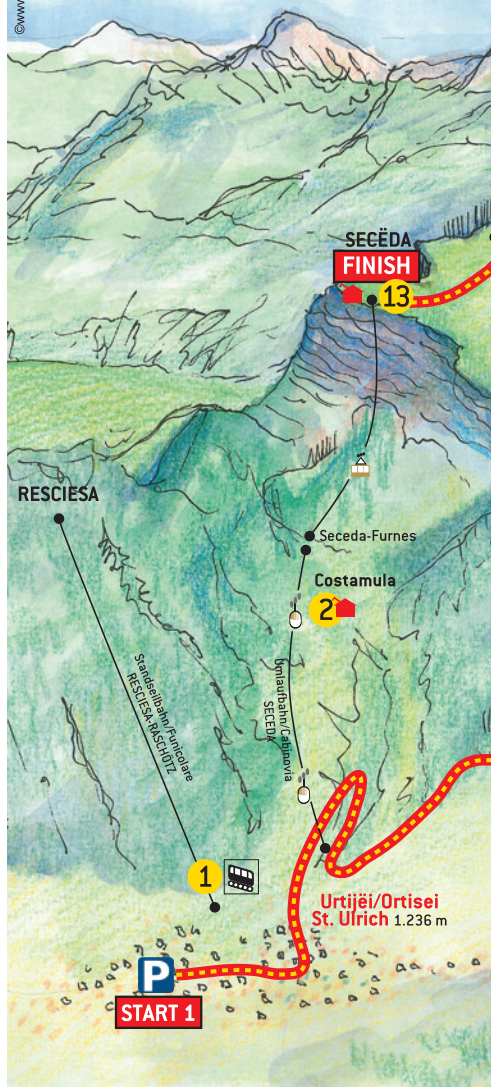 ©www
SECËDA
FINISH
13
RESCIESA
Seceda-Furnes
Costamula
2
Standseilbahn/Funicolare
RESCIESA-RASCHÖTZ
Umlaufbahn/Cabinovia
SECEDA
1
Urtijëi/Ortisei
St. Ulrich 1.236 m
P
START 1